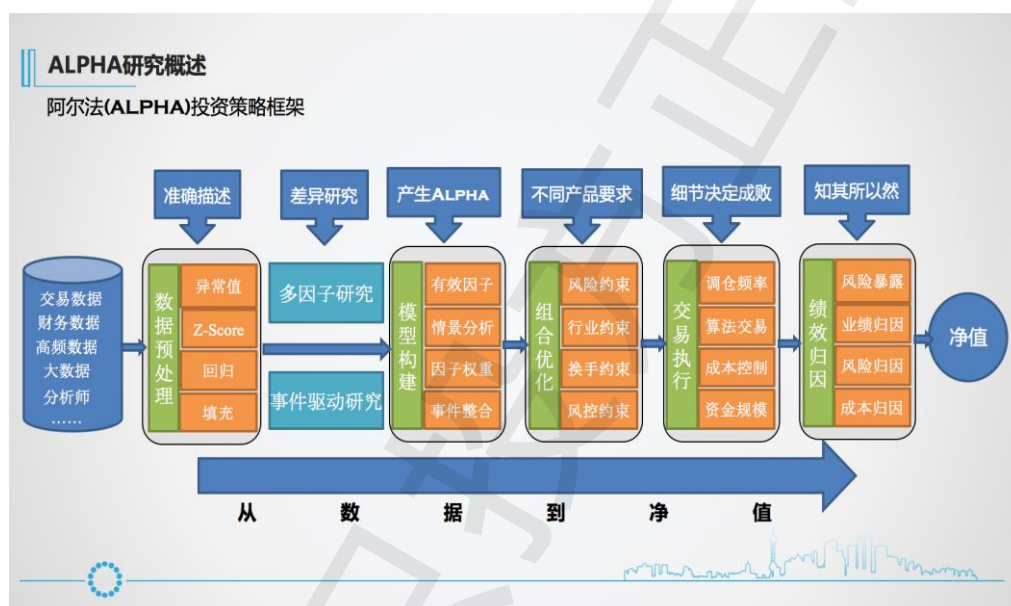 ALPHA研究概述
阿尔法(ALPHA)投资策略框架
准确描述
差异研究
产生ALPHA
不同产品要求
细节决定成败
知其所以然
交易数据
财务数据
高频数据
大数据
分析师
……
数据预处理
异常值
Z-Score
回归
填充
多因子研究
事件驱动研究
模型构建
有效因子
情景分析
因子权重
事件整合
组合优化
风险约束
行业约束
换手约束
风控约束
交易执行
调仓频率
算法交易
成本控制
资金规模
绩效归因
风险暴露
业绩归因
风险归因
成本归因
净值
从数据到净值